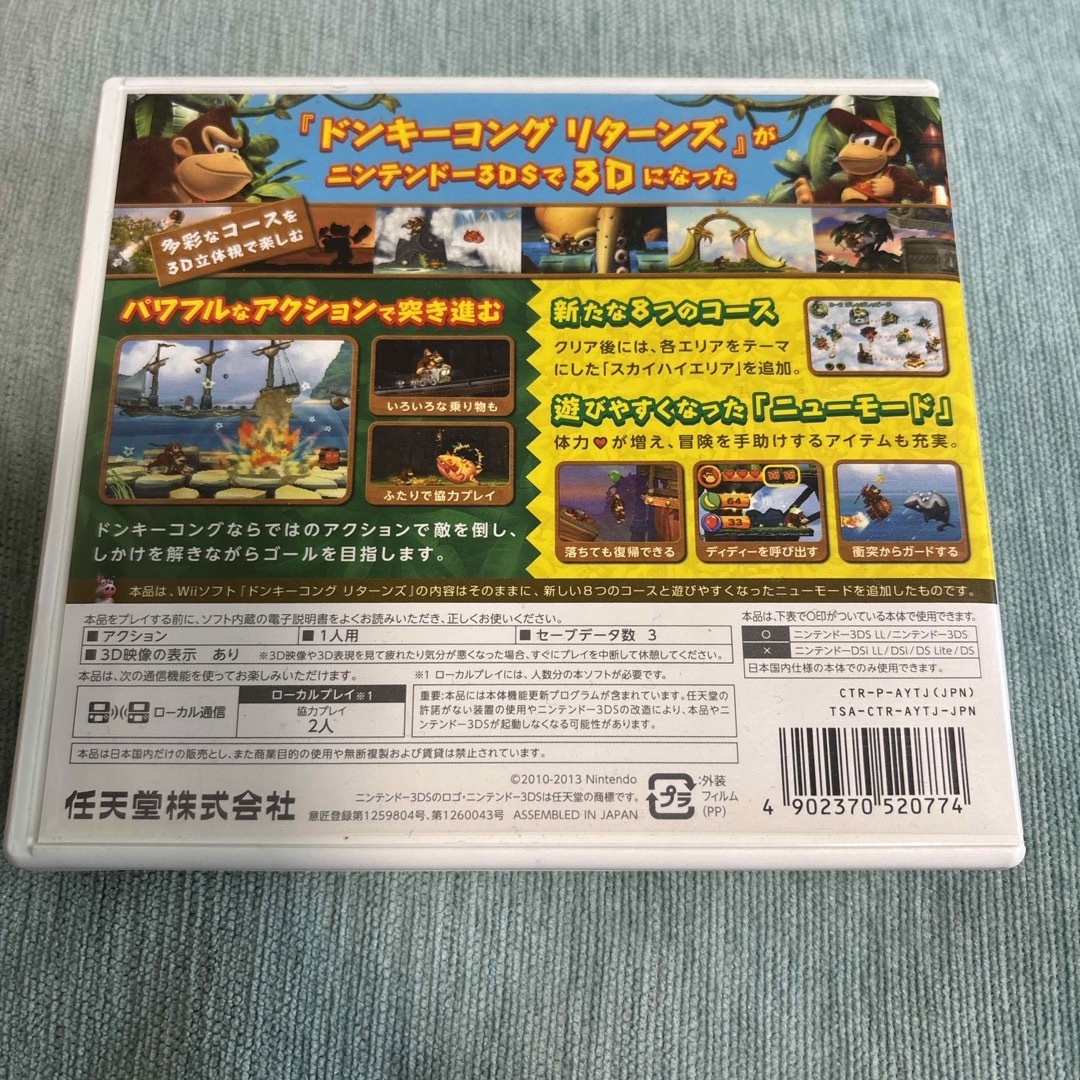 『ドンキーコング リターンズ』が
ニンテンドー3DSで3Dになった
多彩なコースを
3D立体視で楽しむ
パワフルなアクションで突き進む
いろいろな乗り物も
ふたりで協力プレイ
ドンキーコングならではのアクションで敵を倒し、
しかけを解きながらゴールを目指します。
新たな8つのコース
クリア後には、各エリアをテーマ
にした「スカイハイエリア」を追加。
遊びやすくなった「ニューモード」
体力♥が増え、冒険を手助けするアイテムも充実。
64
33
落ちても復帰できる
ディディーを呼び出す
衝突からガードする
本品は、Wiiソフト『ドンキーコング リターンズ』の内容はそのままに、新しい8つのコースと遊びやすくなったニューモードを追加したものです。
本品をプレイする前に、ソフト内蔵の電子説明書をよくお読みいただき、正しくお使いください。
■アクション
■1人用
■セーブデータ数 3
■3D映像の表示 あり ※3D映像や3D表現を見て疲れたり気分が悪くなった場合、すぐにプレイを中断して休憩してください。
本品は、次の通信機能を使ってお楽しみいただけます。
※1 ローカルプレイには、人数分の本ソフトが必要です。
ローカル通信
ローカルプレイ※1
協力プレイ
2人
重要:本品には本体機能更新プログラムが含まれています。任天堂の
許諾がない装置の使用やニンテンドー3DSの改造により、本品やニ
ンテンドー3DSが起動しなくなる可能性があります。
本品は日本国内だけの販売とし、また商業目的の使用や無断複製および賃貸は禁止されています。
本品は、下表で○印がついている本体で使用できます。
○ ニンテンドー3DS LL/ニンテンドー3DS
× ニンテンドーDSi LL/DSi/DS Lite/DS
日本国内仕様の本体でのみ使用できます。
CTR-P-AYTJ(JPN)
TSA-CTR-AYTJ-JPN
任天堂株式会社
©2010-2013 Nintendo
ニンテンドー3DSのロゴ・ニンテンドー3DSは任天堂の商標です。
意匠登録第1259804号、第1260043号 ASSEMBLED IN JAPAN
プラ
:外装
フィルム
(PP)
4 902370 520774